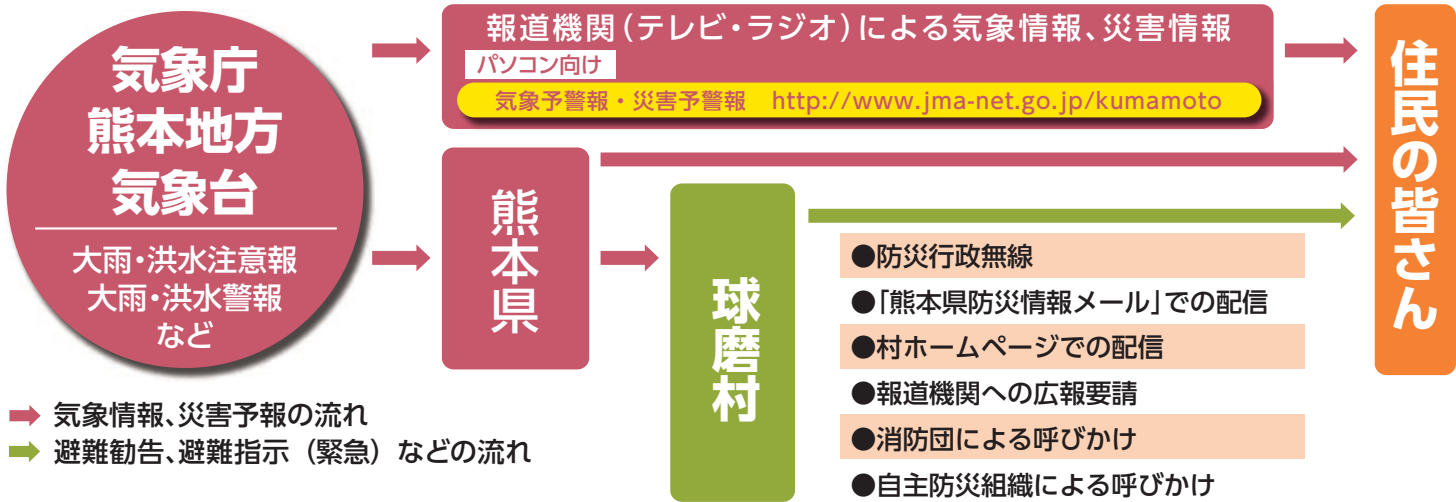 気象庁
熊本地方
気象台
大雨・洪水注意報
大雨・洪水警報
など
報道機関（テレビ・ラジオ）による気象情報、災害情報
パソコン向け
気象予警報・災害予警報　http://www.jma-net.go.jp/kumamoto
熊本県
球磨村
●防災行政無線
●「熊本県防災情報メール」での配信
●村ホームページでの配信
●報道機関への広報要請
●消防団による呼びかけ
●自主防災組織による呼びかけ
住民の皆さん
気象情報、災害予報の流れ
避難勧告、避難指示（緊急）などの流れ